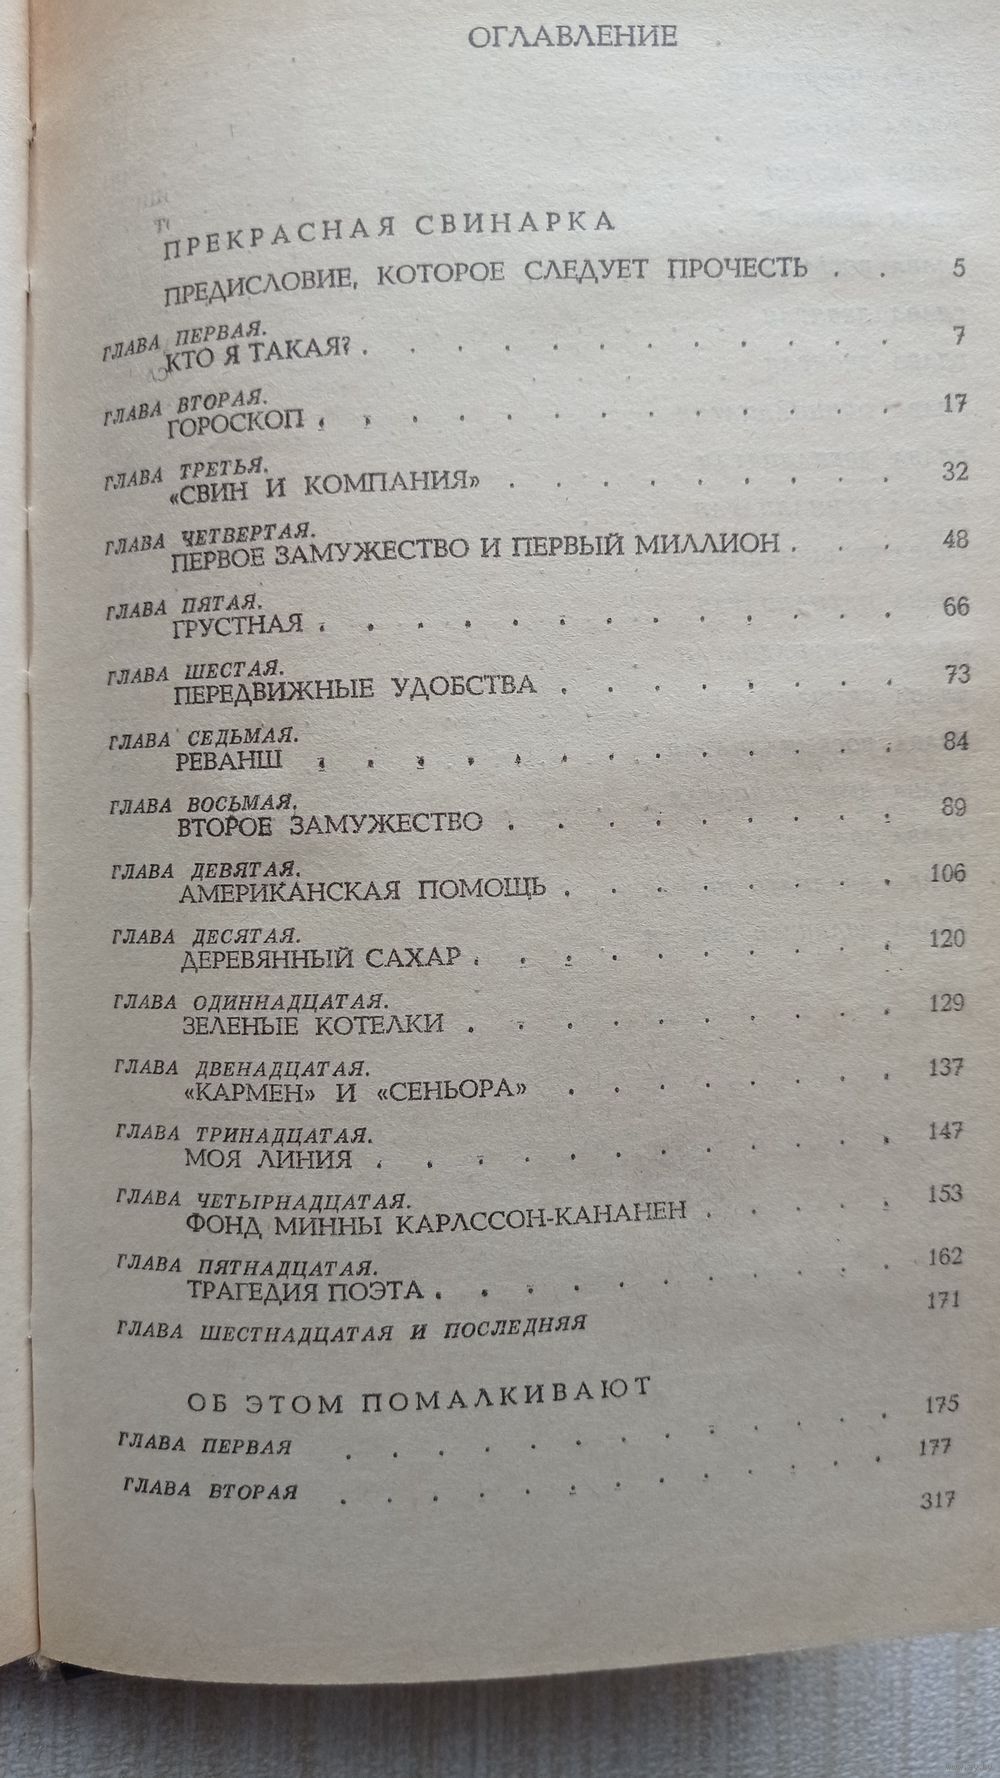 ОГЛАВЛЕНИЕ
ПРЕКРАСНАЯ СВИНАРКА
ПРЕДИСЛОВИЕ, КОТОРОЕ СЛЕДУЕТ ПРОЧЕСТЬ . . 5
ГЛАВА ПЕРВАЯ.
КТО Я ТАКАЯ? . . . . . . . . . . . . 7
ГЛАВА ВТОРАЯ.
ГОРОСКОП . . . . . . . . . . . . . 17
ГЛАВА ТРЕТЬЯ.
«СВИН И КОМПАНИЯ» . . . . . . . . . 32
ГЛАВА ЧЕТВЕРТАЯ.
ПЕРВОЕ ЗАМУЖЕСТВО И ПЕРВЫЙ МИЛЛИОН . . . 48
ГЛАВА ПЯТАЯ.
ГРУСТНАЯ . . . . . . . . . . . . . 66
ГЛАВА ШЕСТАЯ.
ПЕРЕДВИЖНЫЕ УДОБСТВА . . . . . . . . 73
ГЛАВА СЕДЬМАЯ.
РЕВАНШ . . . . . . . . . . . . . 84
ГЛАВА ВОСЬМАЯ.
ВТОРОЕ ЗАМУЖЕСТВО . . . . . . . . . 89
ГЛАВА ДЕВЯТАЯ.
АМЕРИКАНСКАЯ ПОМОЩЬ . . . . . . . . 106
ГЛАВА ДЕСЯТАЯ.
ДЕРЕВЯННЫЙ САХАР . . . . . . . . . . 120
ГЛАВА ОДИННАДЦАТАЯ.
ЗЕЛЕНЫЕ КОТЕЛКИ . . . . . . . . . . 129
ГЛАВА ДВЕНАДЦАТАЯ.
«КАРМЕН» И «СЕНЬОРА» . . . . . . . . 137
ГЛАВА ТРИНАДЦАТАЯ.
МОЯ ЛИНИЯ . . . . . . . . . . . . 147
ГЛАВА ЧЕТЫРНАДЦАТАЯ.
ФОНД МИННЫ КАРЛССОН-КАНАНЕН . . . . . 153
ГЛАВА ПЯТНАДЦАТАЯ.
ТРАГЕДИЯ ПОЭТА . . . . . . . . . . . 162
ГЛАВА ШЕСТНАДЦАТАЯ И ПОСЛЕДНЯЯ 171
ОБ ЭТОМ ПОМАЛКИВАЮТ 175
ГЛАВА ПЕРВАЯ . . . . . . . . . . . . 177
ГЛАВА ВТОРАЯ . . . . . . . . . . . . 317